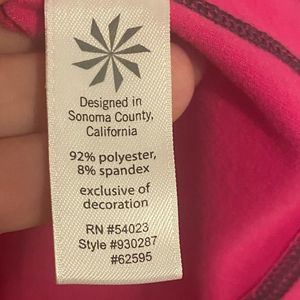 Designed in
Sonoma County,
California
92% polyester,
8% spandex
exclusive of
decoration
RN #54023
Style #930287
#62595